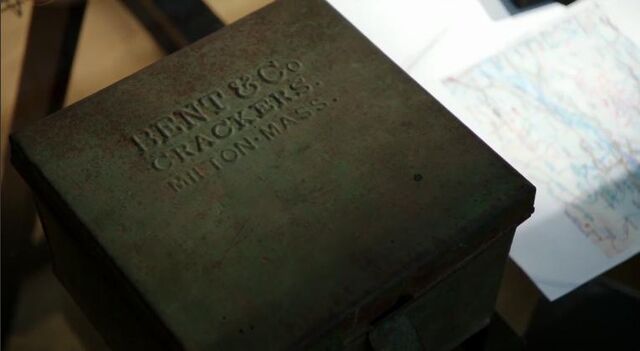 BENT & Co
CRACKERS.
MILTON·MASS.